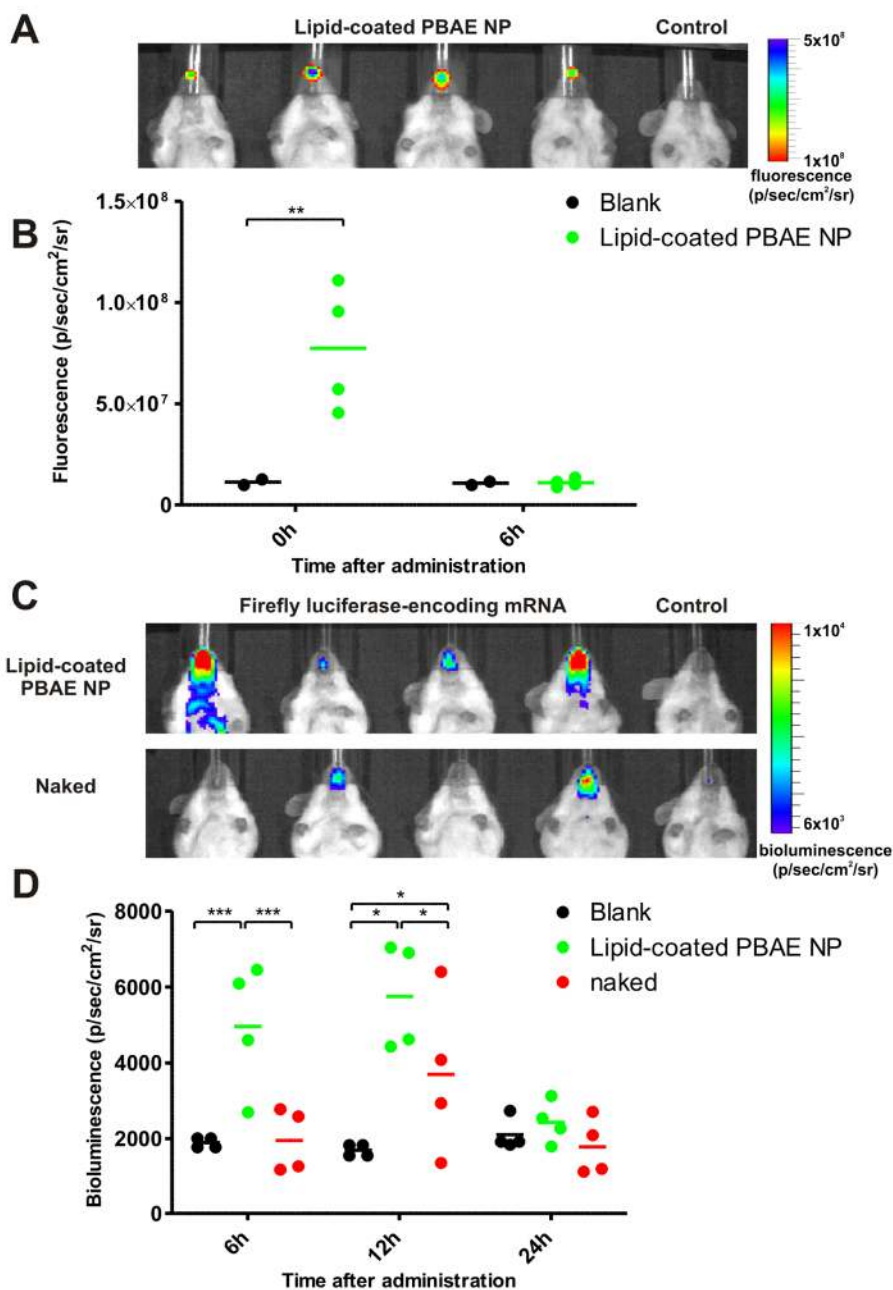 A
Lipid-coated PBAE NP
Control
5x10⁸
1x10⁸
fluorescence
(p/sec/cm²/sr)
B
Fluorescence (p/sec/cm²/sr)
1.5×10⁸
1.0×10⁸
5.0×10⁷
0
**
Blank
Lipid-coated PBAE NP
0h
6h
Time after administration
C
Firefly luciferase-encoding mRNA
Control
Lipid-coated
PBAE NP
Naked
1x10⁴
6x10³
bioluminescence
(p/sec/cm²/sr)
D
Bioluminescence (p/sec/cm²/sr)
8000
6000
4000
2000
0
***
***
*
*
*
Blank
Lipid-coated PBAE NP
naked
6h
12h
24h
Time after administration